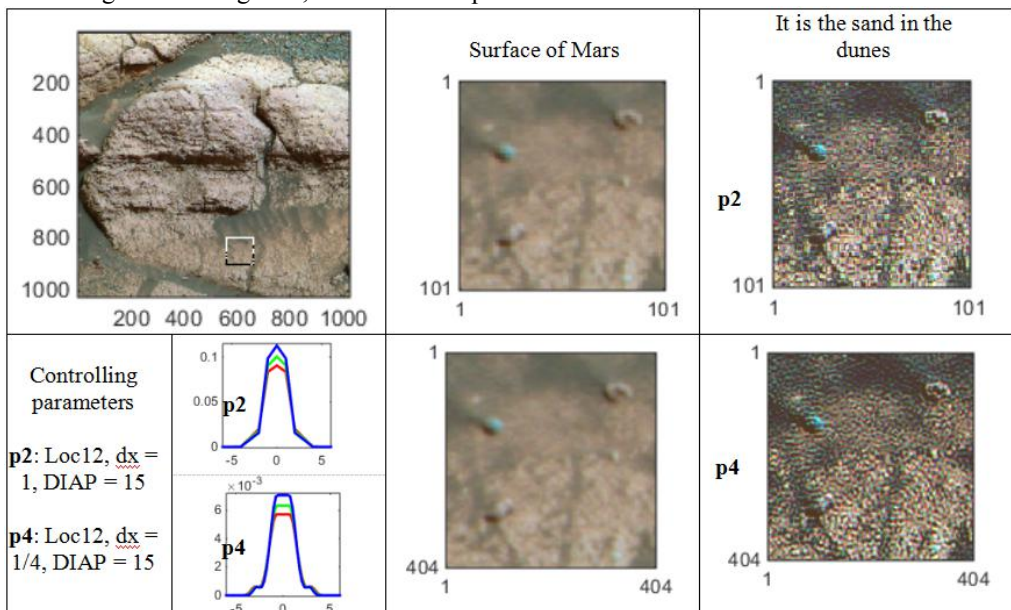 200
400
600
800
1000
200 400 600 800 1000
Surface of Mars
1
101
1
101
It is the sand in the
dunes
p2
1
101
1
101
Controlling
parameters
p2: Loc12, dx =
1, DIAP = 15
p4: Loc12, dx =
1/4, DIAP = 15
0.1
0.05
0
p2
-5 0 5
× 10-3
6
4
2
0
p4
-5 0 5
1
404
1
404
p4
1
404
1
404